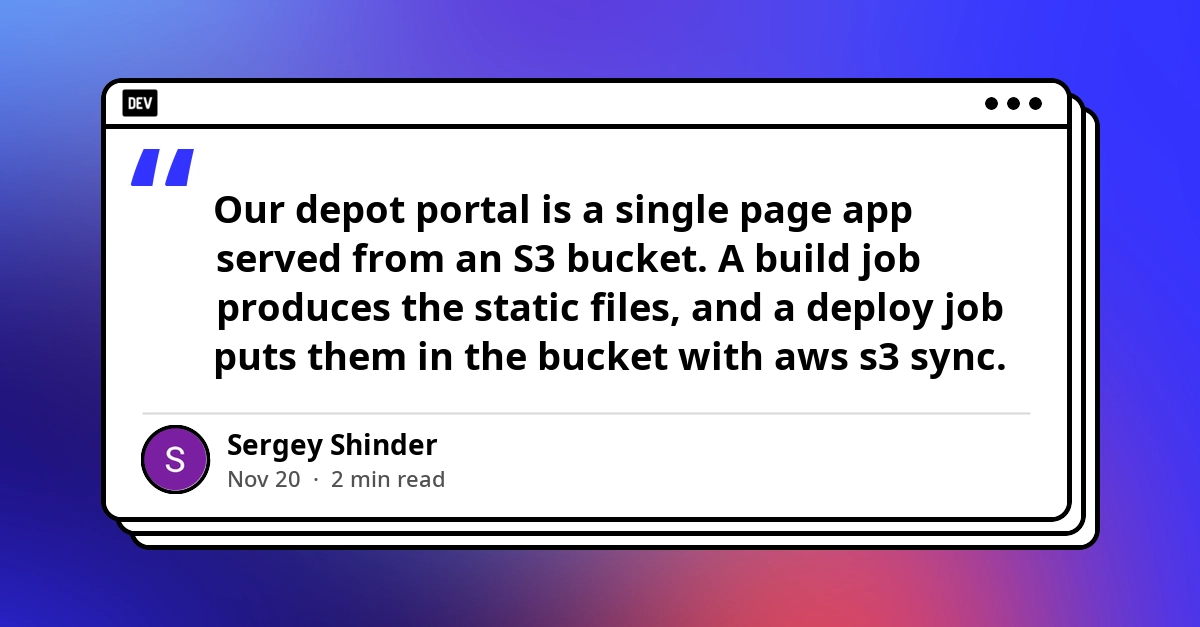 DEV
“
Our depot portal is a single page app
served from an S3 bucket. A build job
produces the static files, and a deploy job
puts them in the bucket with aws s3 sync.
S
Sergey Shinder
Nov 20 · 2 min read